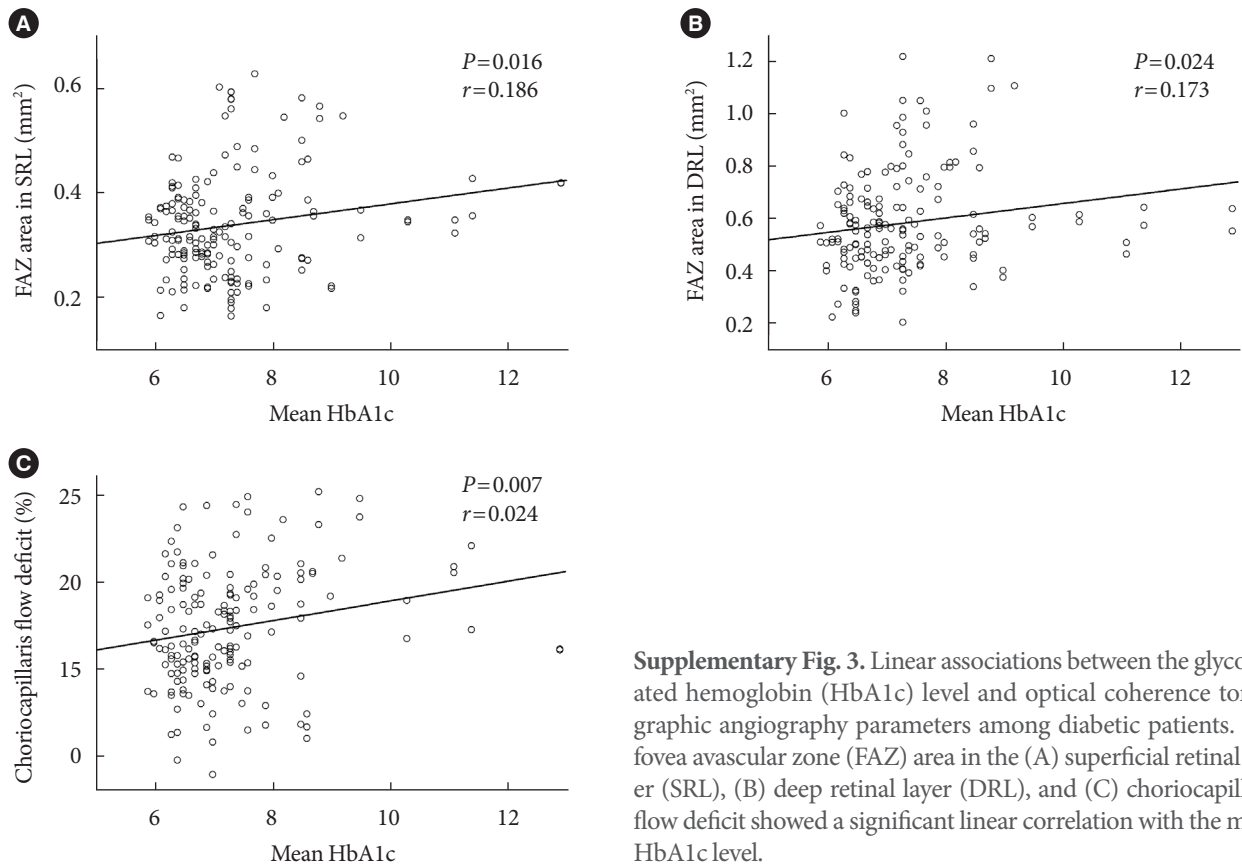 A
P=0.016
r=0.186
FAZ area in SRL (mm²)
0.6
0.4
0.2
6 8 10 12
Mean HbA1c
B
P=0.024
r=0.173
FAZ area in DRL (mm²)
1.2
1.0
0.8
0.6
0.4
0.2
6 8 10 12
Mean HbA1c
C
P=0.007
r=0.024
Choriocapillaris flow deficit (%)
25
20
15
0
6 8 10 12
Mean HbA1c
Supplementary Fig. 3. Linear associations between the glyco
ated hemoglobin (HbA1c) level and optical coherence tor
graphic angiography parameters among diabetic patients.
fovea avascular zone (FAZ) area in the (A) superficial retinal
er (SRL), (B) deep retinal layer (DRL), and (C) choriocapill
flow deficit showed a significant linear correlation with the m
HbA1c level.